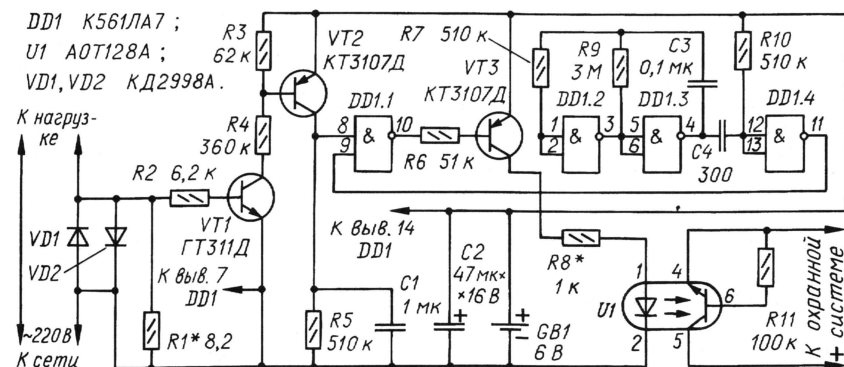 DD1 К561ЛА7 ;
U1 АОТ128А ;
VD1, VD2 КД2998А.
К нагруз-
ке
R3
62 к
VT2
КТ3107Д
R7 510 к
VT3
КТ3107Д
R9
3 М
C3
0,1 мк
R10
510 к
DD1.1
DD1.2
DD1.3
DD1.4
8
9
&
10
1
2
&
3
5
6
&
4
12
13
&
11
R4
360 к
R6 51 к
C4
300
R2 6,2 к
VT1
ГТ311Д
VD1
VD2
К выв. 7
DD1
К выв. 14
DD1
C2
47 мк×
×16 В
R8*
1 к
C1
1 мк
R5
510 к
R1* 8,2
+
+
−
GB1
6 В
1
2
U1
4
5
6
R11
100 к
К охранной
+ системе
~220В
К сети